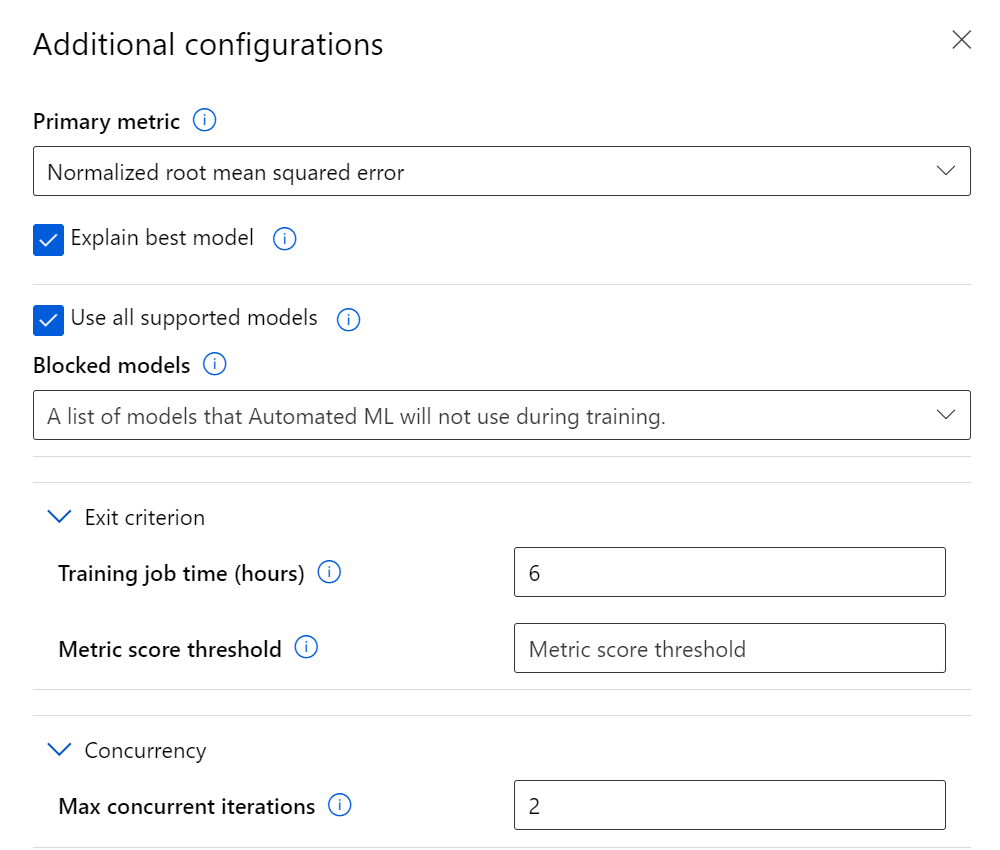 Additional configurations
Primary metric
Normalized root mean squared error
Explain best model
Use all supported models
Blocked models
A list of models that Automated ML will not use during training.
Exit criterion
Training job time (hours)
6
Metric score threshold
Metric score threshold
Concurrency
Max concurrent iterations
2